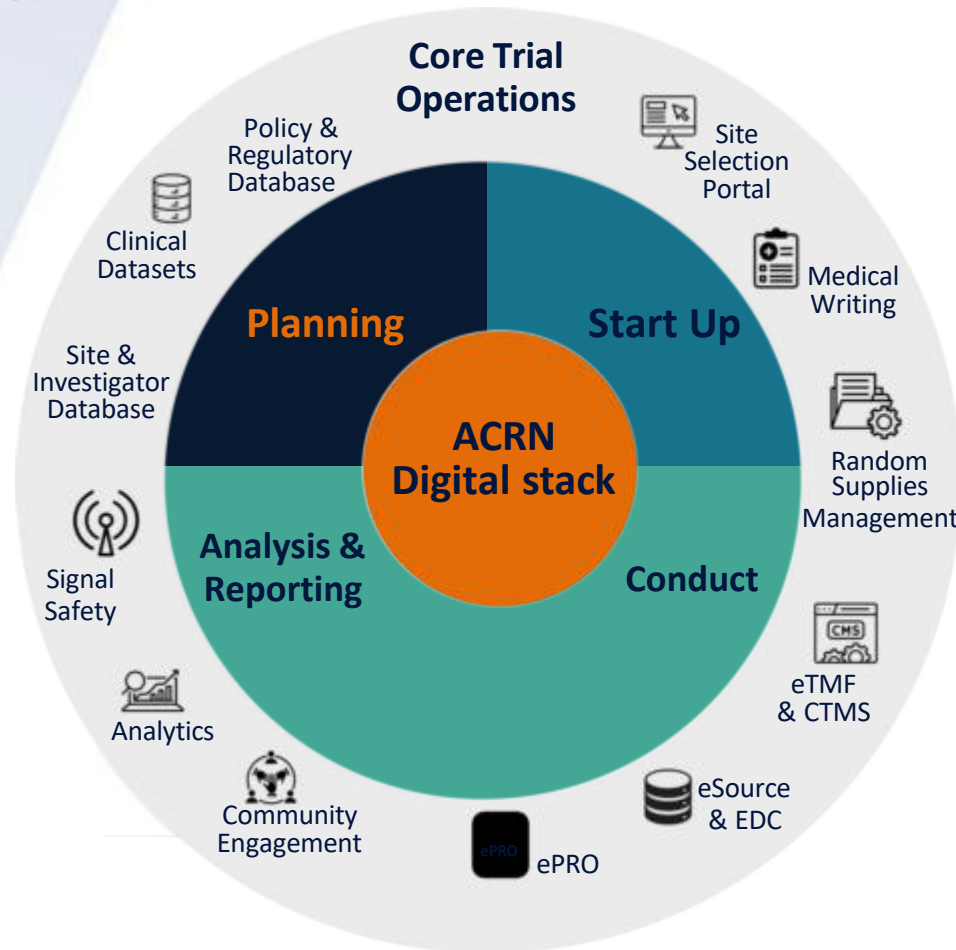 Core Trial
Operations
Policy &
Regulatory
Database
Site
Selection
Portal
Clinical
Datasets
Medical
Writing
Planning
Start Up
Site &
Investigator
Database
ACRN
Digital stack
Random
Supplies
Management
Analysis &
Reporting
Conduct
Signal
Safety
CMS
eTMF
& CTMS
Analytics
eSource
& EDC
Community
Engagement
ePRO
ePRO